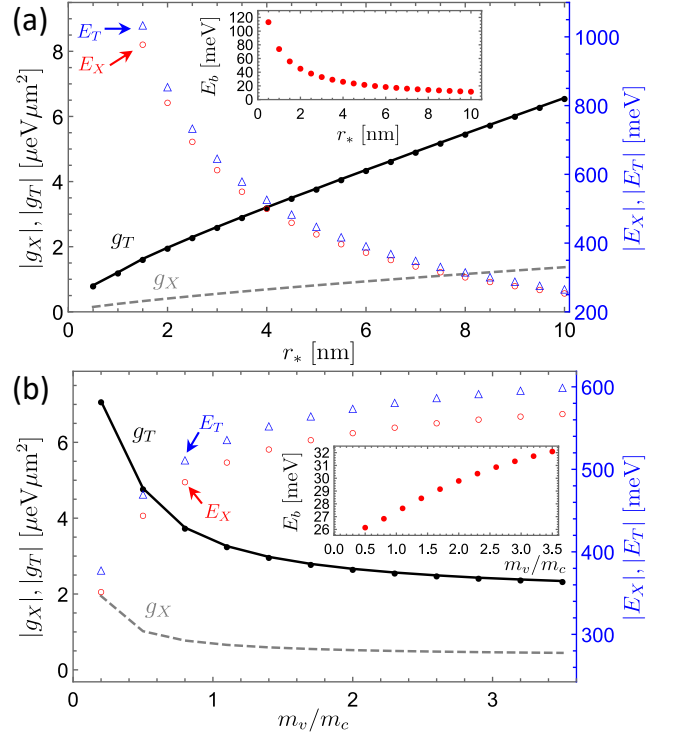 (a)
E_T
E_X
g_T
g_X
|g_X|, |g_T| [μeVμm²]
0
2
4
6
8
|E_X|, |E_T| [meV]
200
400
600
800
1000
0
2
4
6
8
10
r_* [nm]
E_b [meV]
0
20
40
60
80
100
120
0
2
4
6
8
10
r_* [nm]
(b)
g_T
E_T
E_X
g_X
|g_X|, |g_T| [μeVμm²]
0
2
4
6
|E_X|, |E_T| [meV]
300
400
500
600
0
1
2
3
m_v/m_c
E_b [meV]
26
27
28
29
30
31
32
0.0
0.5
1.0
1.5
2.0
2.5
3.0
3.5
m_v/m_c